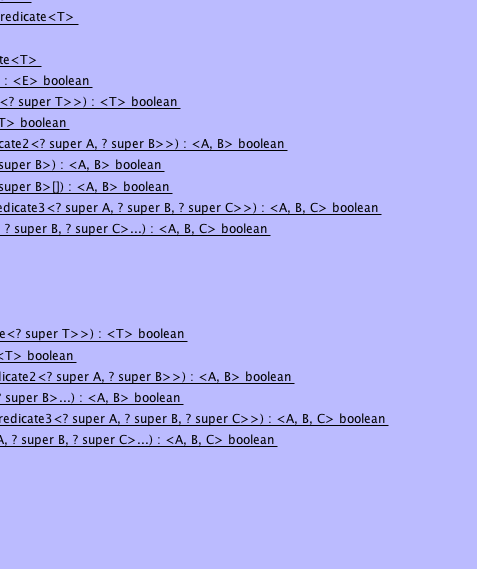 redicate<T>
te<T>
) : <E> boolean
<? super T>>) : <T> boolean
T> boolean
cate2<? super A, ? super B>>) : <A, B> boolean
super B>) : <A, B> boolean
super B>[]) : <A, B> boolean
edicate3<? super A, ? super B, ? super C>>) : <A, B, C> boolean
, ? super B, ? super C>...) : <A, B, C> boolean
e<? super T>>) : <T> boolean
<T> boolean
licate2<? super A, ? super B>>) : <A, B> boolean
? super B>...) : <A, B> boolean
redicate3<? super A, ? super B, ? super C>>) : <A, B, C> boolean
A, ? super B, ? super C>...) : <A, B, C> boolean